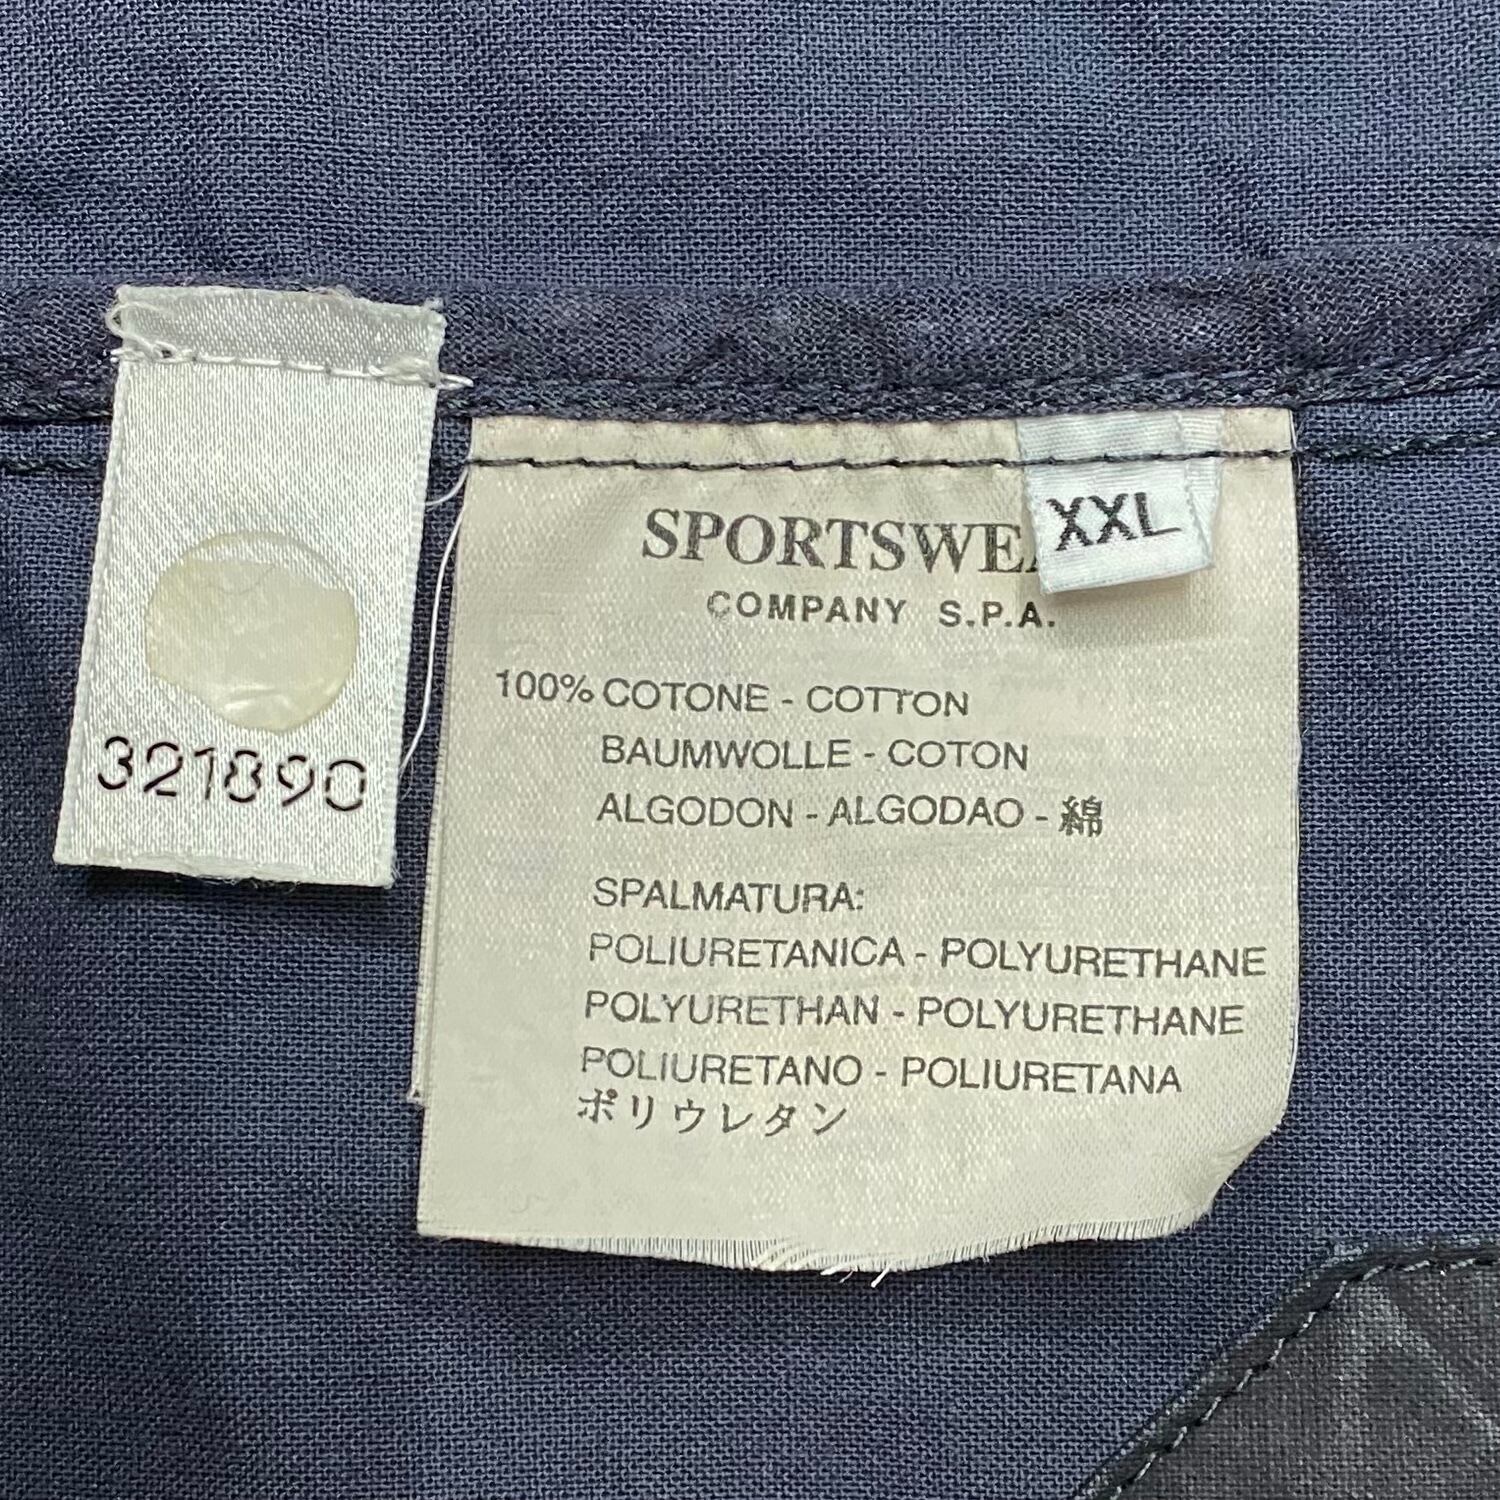 321890
XXL
SPORTSWE
COMPANY S.P.A.
100% COTONE - COTTON
BAUMWOLLE - COTON
ALGODON - ALGODAO - 綿
SPALMATURA:
POLIURETANICA - POLYURETHANE
POLYURETHAN - POLYURETHANE
POLIURETANO - POLIURETANA
ポリウレタン